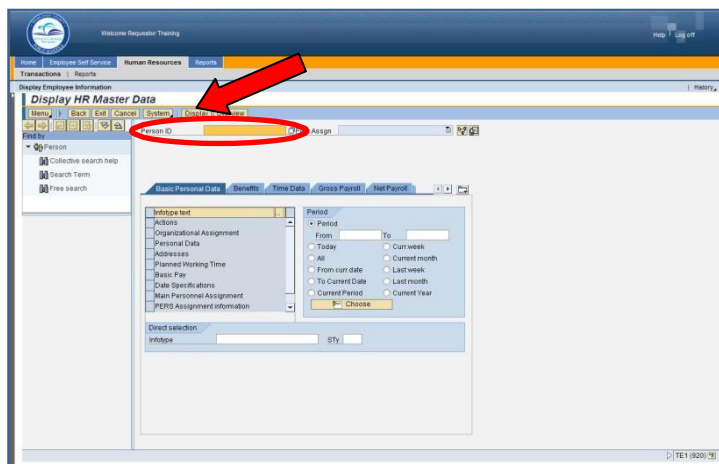 Welcome Requestor Training
Help | Log off
Home Employee Self Service Human Resources Reports
Transactions | Reports
Display Employee Information
| History
Display HR Master Data
Menu Back Exit Cancel System Display
Find by
Person ID Assgn
Person
Collective search help
Search Term
Free search
Basic Personal Data Benefits Time Data Gross Payroll Net Payroll
Infotype text
Period
Actions
Period
Organizational Assignment
From To
Personal Data
Today Curr.week
Addresses
All Current month
Planned Working Time
From curr.date Last week
Basic Pay
To Current Date Last month
Date Specifications
Current Period Current Year
Main Personnel Assignment
Choose
PERS Assignment information
Direct selection
Infotype STy
TE1 (920)